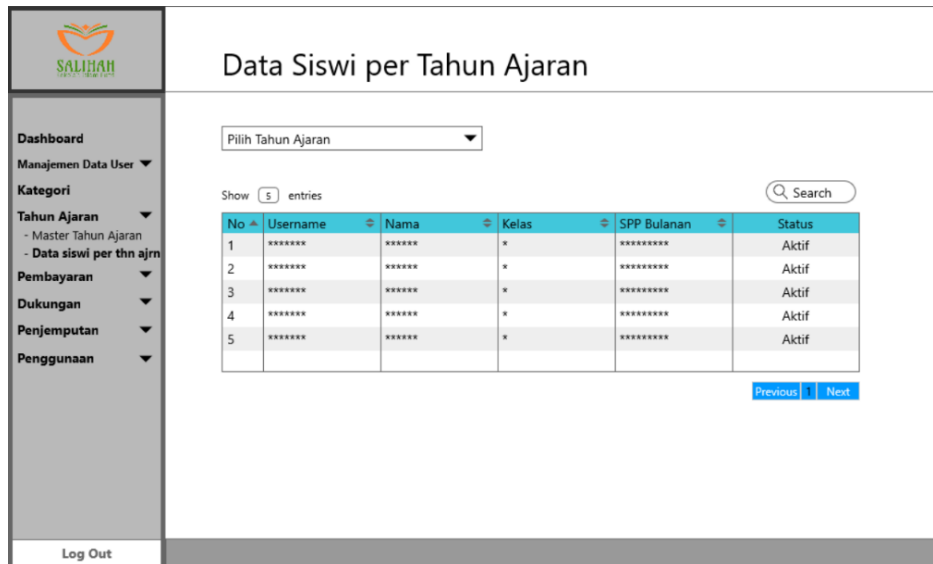 SALIHAH
Data Siswi per Tahun Ajaran
Dashboard
Manajemen Data User
Kategori
Tahun Ajaran
- Master Tahun Ajaran
- Data siswi per thn ajrn
Pembayaran
Dukungan
Penjemputan
Penggunaan
Log Out
Pilih Tahun Ajaran
Show 5 entries
Search
No Username Nama Kelas SPP Bulanan Status
1 ******* ****** * ********* Aktif
2 ******* ****** * ********* Aktif
3 ******* ****** * ********* Aktif
4 ******* ****** * ********* Aktif
5 ******* ****** * ********* Aktif
Previous 1 Next